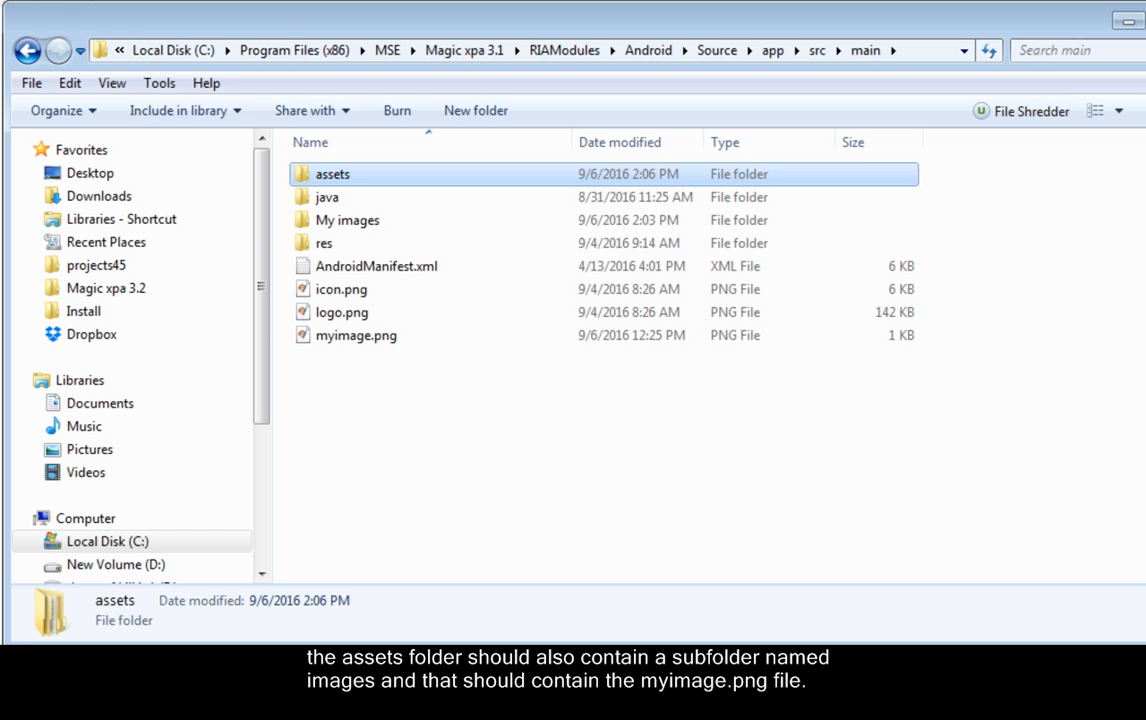 « Local Disk (C:) Program Files (x86) MSE Magic xpa 3.1 RIAModules Android Source app src main Search main
File Edit View Tools Help
Organize Include in library Share with Burn New folder File Shredder
Name Date modified Type Size
Favorites
Desktop
Downloads
Libraries - Shortcut
Recent Places
projects45
Magic xpa 3.2
Install
Dropbox
Libraries
Documents
Music
Pictures
Videos
Computer
Local Disk (C:)
New Volume (D:)
assets 9/6/2016 2:06 PM File folder
java 8/31/2016 11:25 AM File folder
My images 9/6/2016 2:03 PM File folder
res 9/4/2016 9:14 AM File folder
AndroidManifest.xml 4/13/2016 4:01 PM XML File 6 KB
icon.png 9/4/2016 8:26 AM PNG File 6 KB
logo.png 9/4/2016 8:26 AM PNG File 142 KB
myimage.png 9/6/2016 12:25 PM PNG File 1 KB
assets Date modified: 9/6/2016 2:06 PM
File folder
the assets folder should also contain a subfolder named
images and that should contain the myimage.png file.